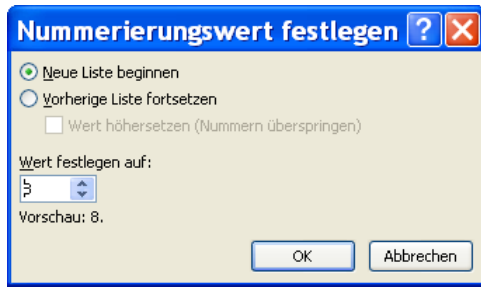 Nummerierungswert festlegen
Neue Liste beginnen
Vorherige Liste fortsetzen
Wert höhersetzen (Nummern überspringen)
Wert festlegen auf:
Vorschau: 8.
OK
Abbrechen